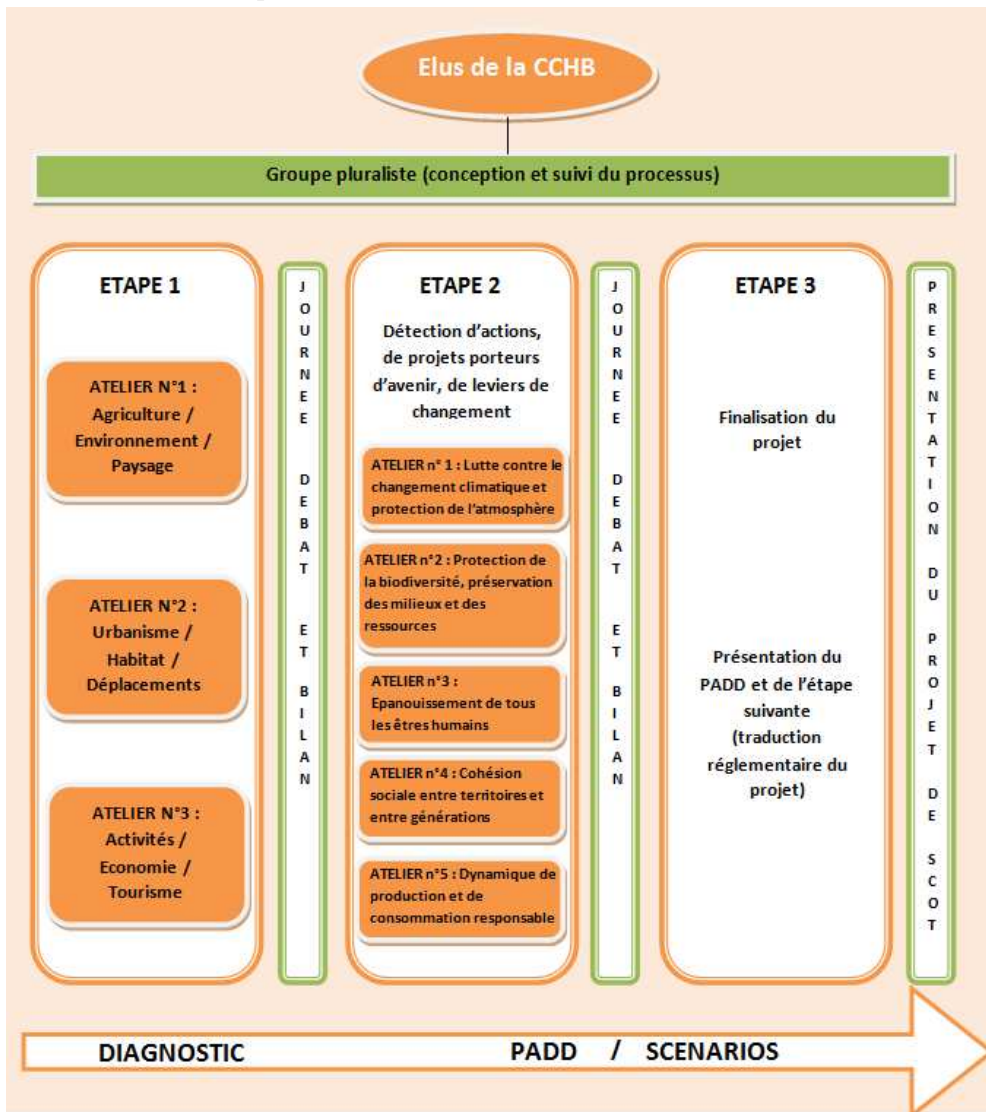 Elus de la CCHB
Groupe pluraliste (conception et suivi du processus)
ETAPE 1
ATELIER N°1 :
Agriculture /
Environnement /
Paysage
ATELIER N°2 :
Urbanisme /
Habitat /
Déplacements
ATELIER N°3 :
Activités /
Economie /
Tourisme
JOURNEE DEBAT ET BILAN
ETAPE 2
Détection d'actions,
de projets porteurs
d'avenir, de leviers de
changement
ATELIER n° 1 : Lutte contre le
changement climatique et
protection de l'atmosphère
ATELIER n°2 : Protection de
la biodiversité, préservation
des milieux et des
ressources
ATELIER n°3 :
Epanouissement de tous
les êtres humains
ATELIER n°4 : Cohésion
sociale entre territoires et
entre générations
ATELIER n°5 : Dynamique de
production et de
consommation responsable
JOURNEE DEBAT ET BILAN
ETAPE 3
Finalisation du
projet
Présentation du
PADD et de l'étape
suivante
(traduction
réglementaire du
projet)
PRESENTATION DU PROJET DE SCOT
DIAGNOSTIC PADD / SCENARIOS